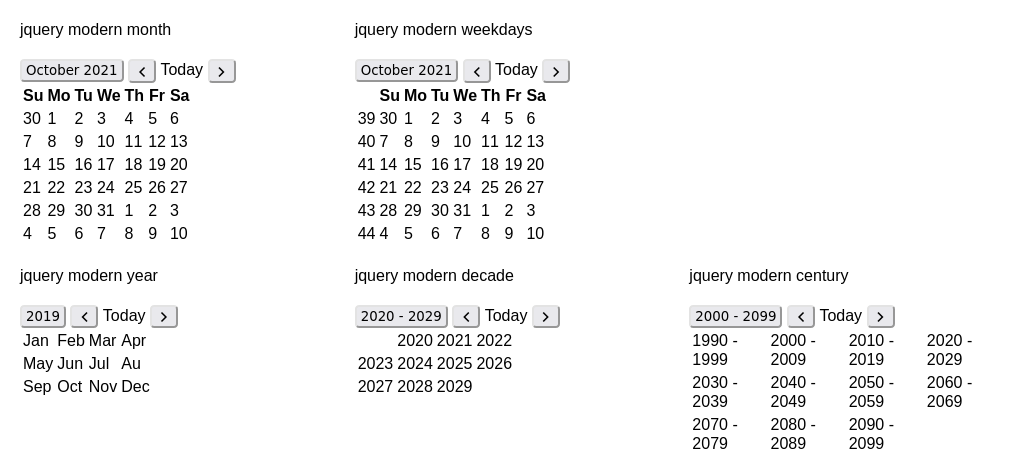 jquery modern month
October 2021 < Today >
Su Mo Tu We Th Fr Sa
30 1 2 3 4 5 6
7 8 9 10 11 12 13
14 15 16 17 18 19 20
21 22 23 24 25 26 27
28 29 30 31 1 2 3
4 5 6 7 8 9 10
jquery modern weekdays
October 2021 < Today >
Su Mo Tu We Th Fr Sa
39 30 1 2 3 4 5 6
40 7 8 9 10 11 12 13
41 14 15 16 17 18 19 20
42 21 22 23 24 25 26 27
43 28 29 30 31 1 2 3
44 4 5 6 7 8 9 10
jquery modern year
2019 < Today >
Jan Feb Mar Apr
May Jun Jul Au
Sep Oct Nov Dec
jquery modern decade
2020 - 2029 < Today >
2020 2021 2022
2023 2024 2025 2026
2027 2028 2029
jquery modern century
2000 - 2099 < Today >
1990 - 2000 - 2010 - 2020 -
1999 2009 2019 2029
2030 - 2040 - 2050 - 2060 -
2039 2049 2059 2069
2070 - 2080 - 2090 -
2079 2089 2099